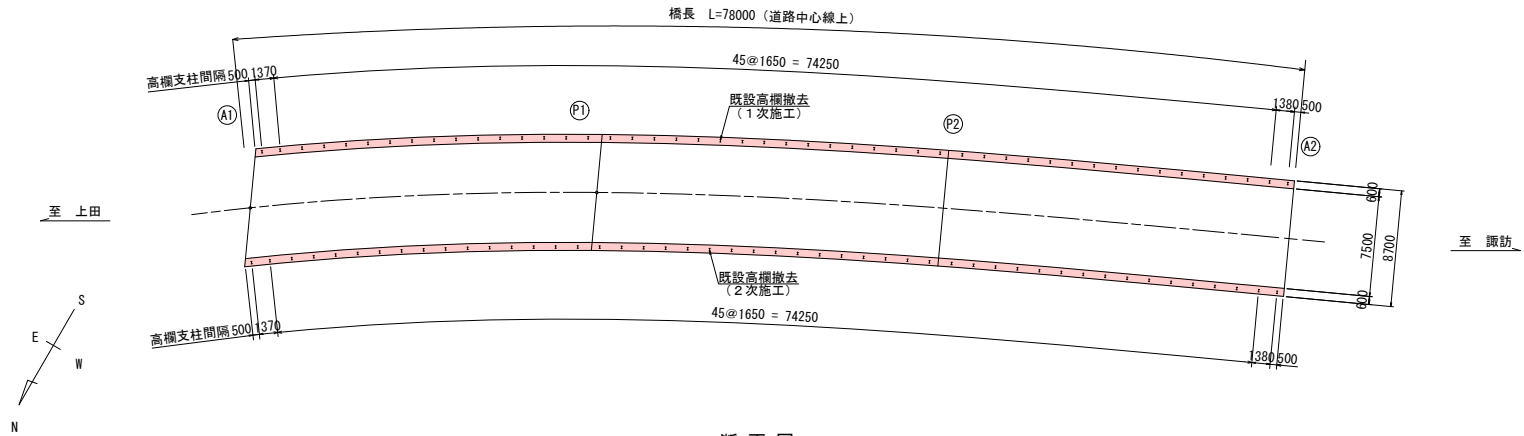 橋長 L=78000（道路中心線上）
45@1650 = 74250
高欄支柱間隔 500 1370
1380 500
A1
P1
既設高欄撤去
（１次施工）
P2
A2
至 上田
600
7500
8700
600
至 諏訪
既設高欄撤去
（２次施工）
45@1650 = 74250
高欄支柱間隔 500 1370
1380 500
S
E
W
N